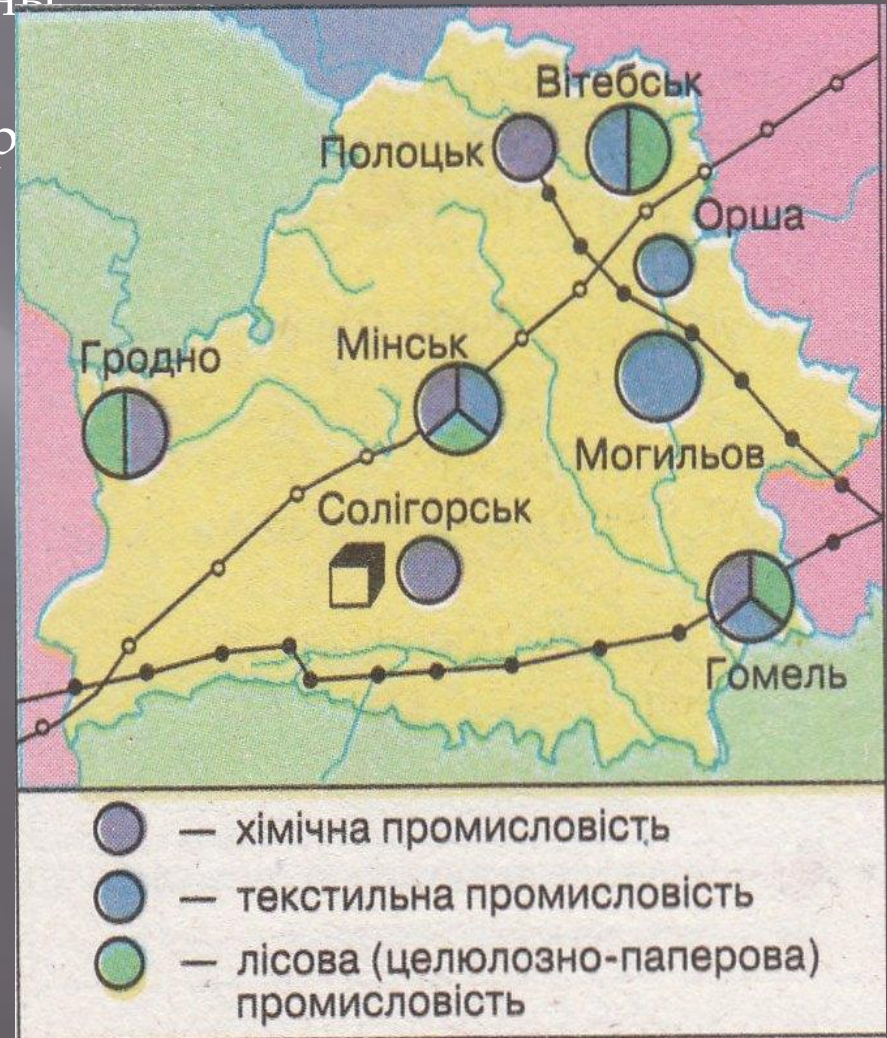 Вітебськ
Полоцьк
Орша
Гродно
Мінськ
Могильов
Солігорськ
Гомель
— хімічна промисловість
— текстильна промисловість
— лісова (целюлозно-паперова)
промисловість